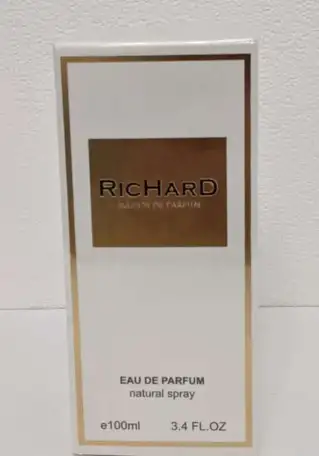 RICHARD
MAISON DE PARFUM
EAU DE PARFUM
natural spray
e100ml 3.4 FL.OZ